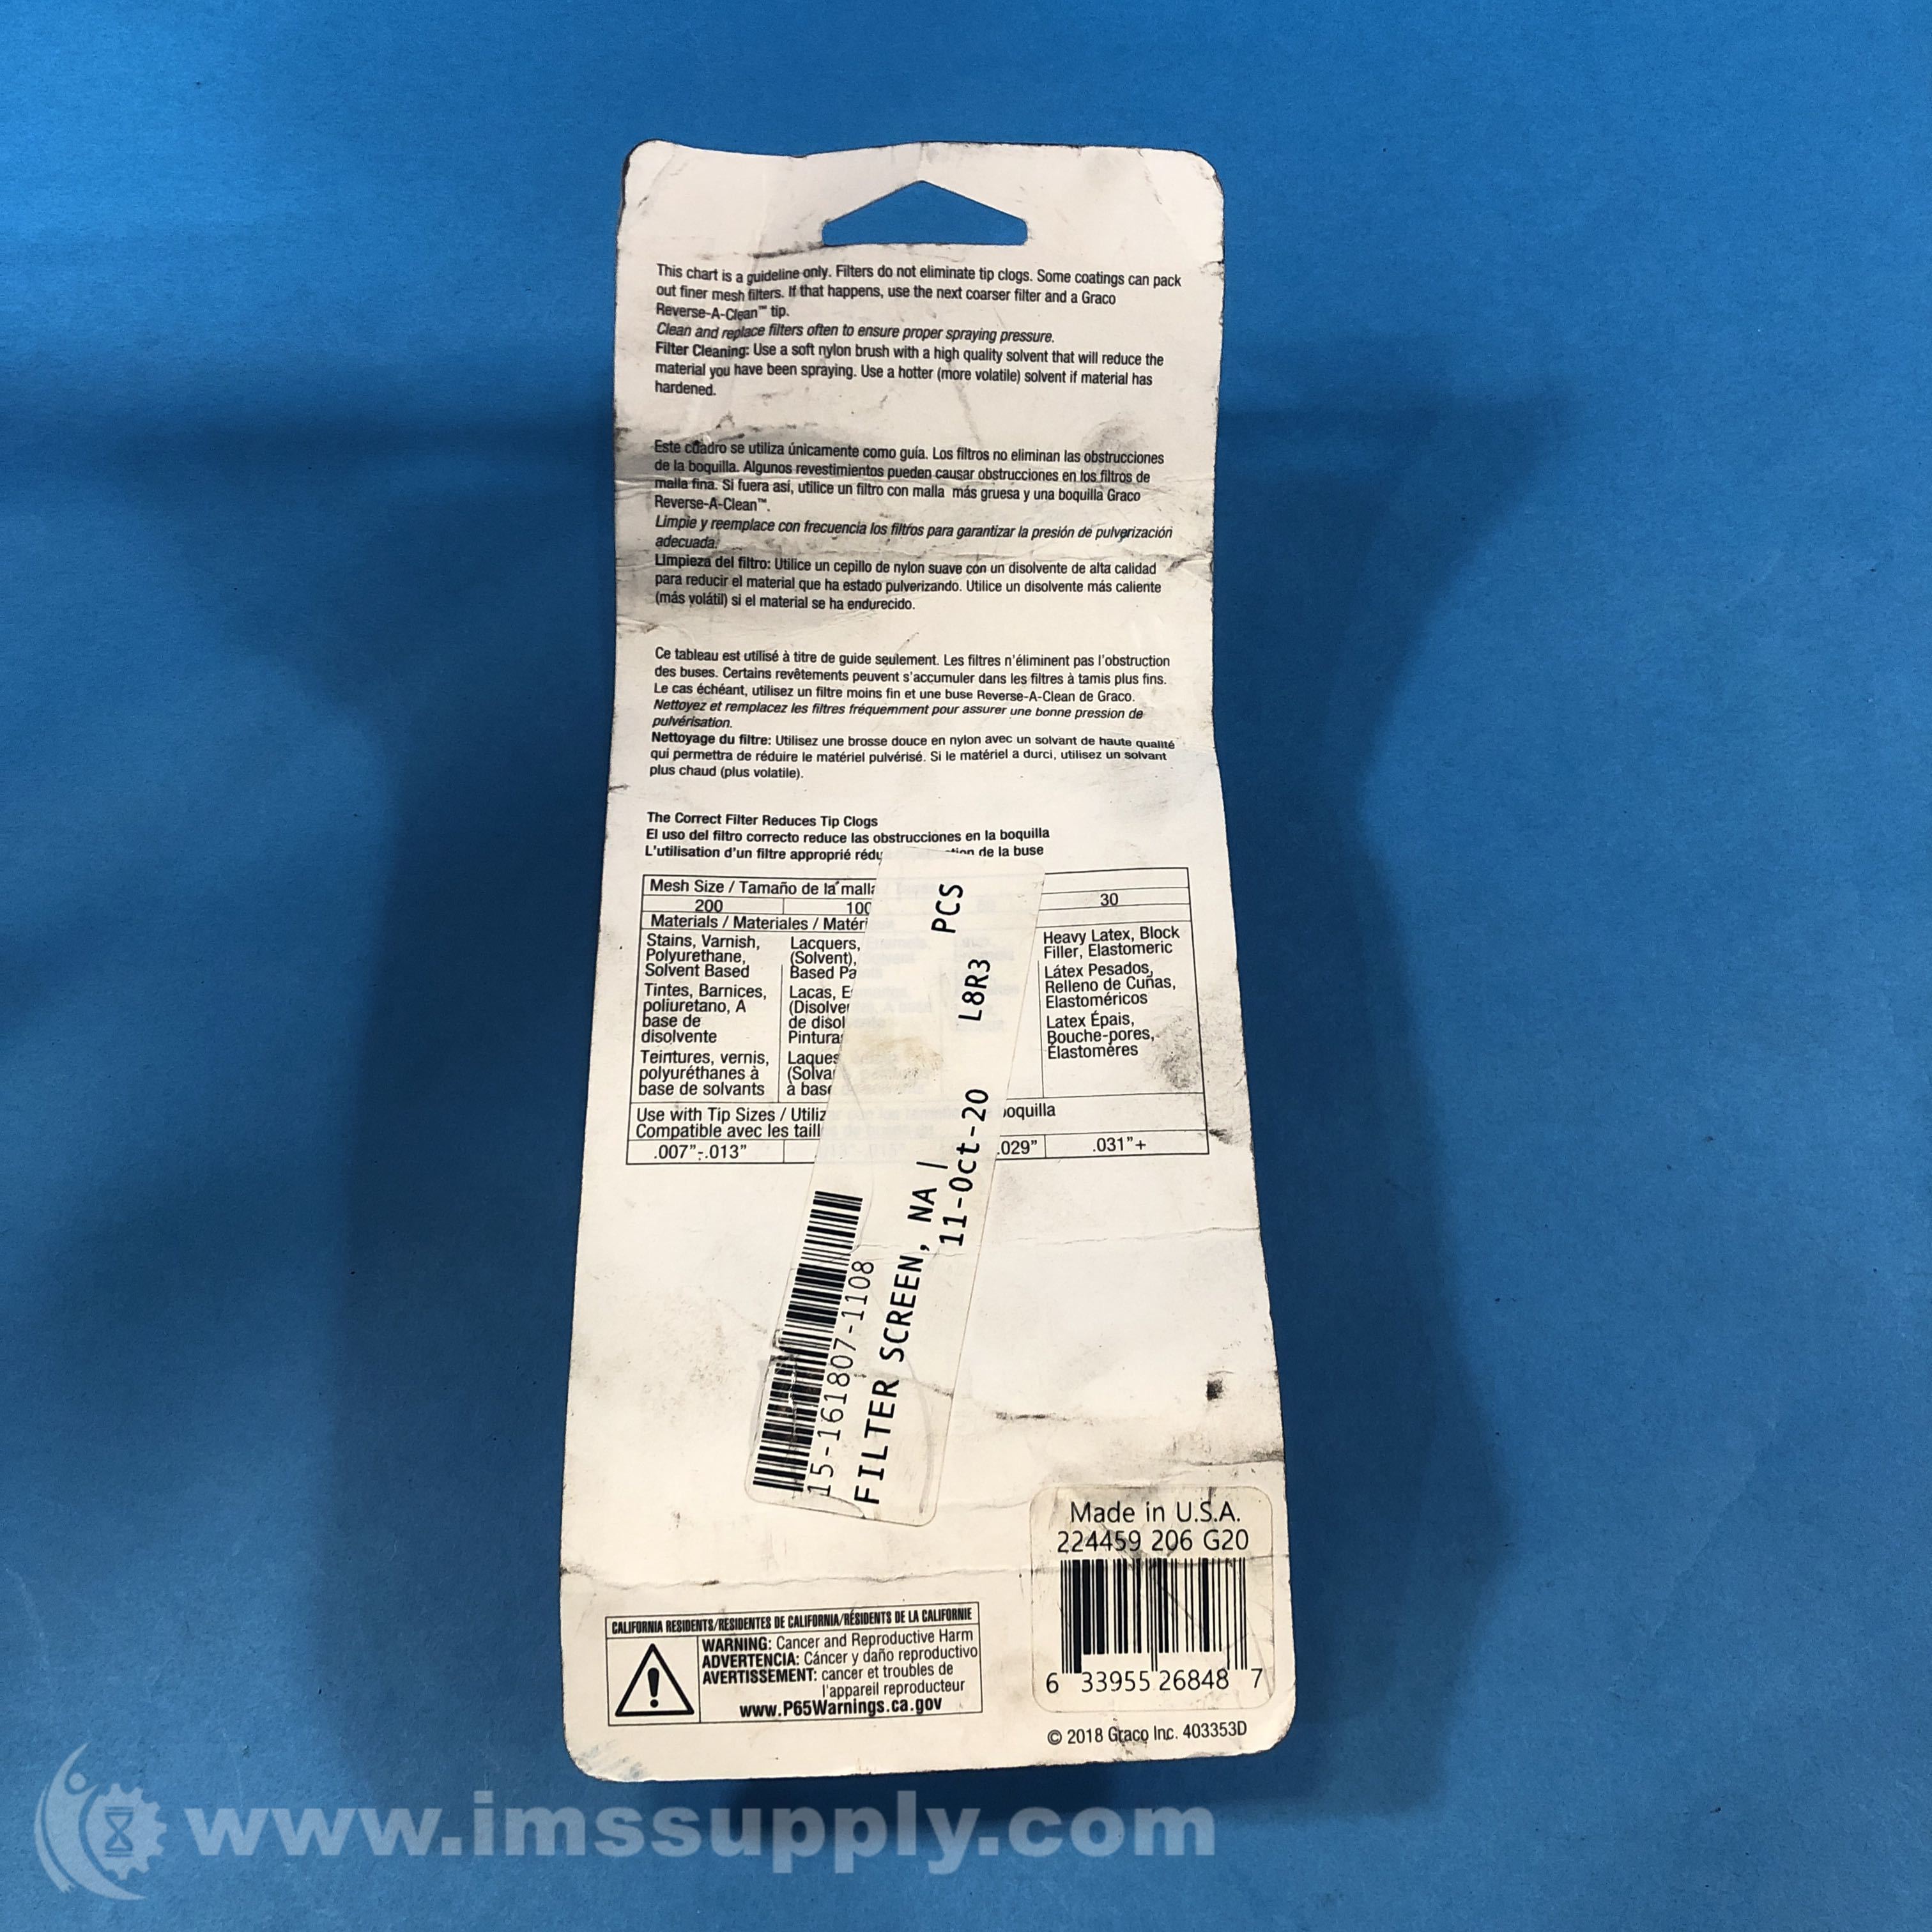 This chart is a guideline only. Filters do not eliminate tip clogs. Some coatings can pack
out finer mesh filters. If that happens, use the next coarser filter and a Graco
Reverse-A-Clean™ tip.
Clean and replace filters often to ensure proper spraying pressure.
Filter Cleaning: Use a soft nylon brush with a high quality solvent that will reduce the
material you have been spraying. Use a hotter (more volatile) solvent if material has
hardened.
Este cuadro se utiliza únicamente como guía. Los filtros no eliminan las obstrucciones
de la boquilla. Algunos revestimientos pueden causar obstrucciones en los filtros de
malla fina. Si fuera así, utilice un filtro con malla más gruesa y una boquilla Graco
Reverse-A-Clean™.
Limpie y reemplace con frecuencia los filtros para garantizar la presión de pulverización
adecuada.
Limpieza del filtro: Utilice un cepillo de nylon suave con un disolvente de alta calidad
para reducir el material que ha estado pulverizando. Utilice un disolvente más caliente
(más volátil) si el material se ha endurecido.
Ce tableau est utilisé à titre de guide seulement. Les filtres n'éliminent pas l'obstruction
des buses. Certains revêtements peuvent s'accumuler dans les filtres à tamis plus fins.
Le cas échéant, utilisez un filtre moins fin et une buse Reverse-A-Clean de Graco.
Nettoyez et remplacez les filtres fréquemment pour assurer une bonne pression de
pulvérisation.
Nettoyage du filtre: Utilisez une brosse douce en nylon avec un solvant de haute qualité
qui permettra de réduire le matériel pulvérisé. Si le matériel a durci, utilisez un solvant
plus chaud (plus volatile).
The Correct Filter Reduces Tip Clogs
El uso del filtro correcto reduce las obstrucciones en la boquilla
L'utilisation d'un filtre approprié de la buse
Mesh Size / Tamaño de la
200 30
Materials / Materiales /
Stains, Varnish,
Polyurethane,
Solvent Based
Tintes, Barnices,
poliuretano, A
base de
disolvente
Teintures, vernis,
polyuréthanes à
base de solvants
Lacquers,
(Solvent),
Based
Lacas,
de
à
Heavy Latex, Block
Filler, Elastomeric
Látex Pesados,
Relleno de Cuñas,
Elastoméricos
Latex Épais,
Bouche-pores,
Élastomères
Use with Tip Sizes /
Compatible avec les
.007"-.013" .029" .031"+
15-161807-1108
FILTER SCREEN, NA |
11-Oct-20 L8R3 PCS
Made in U.S.A.
224459 206 G20
6 33955 26848 7
CALIFORNIA RESIDENTS/RESIDENTES DE CALIFORNIA/RÉSIDENTS DE LA CALIFORNIE
WARNING: Cancer and Reproductive Harm
ADVERTENCIA: Cáncer y daño reproductivo
AVERTISSEMENT: cancer et troubles de
l'appareil reproducteur
www.P65Warnings.ca.gov
© 2018 Graco Inc. 403353D
www.imssupply.com